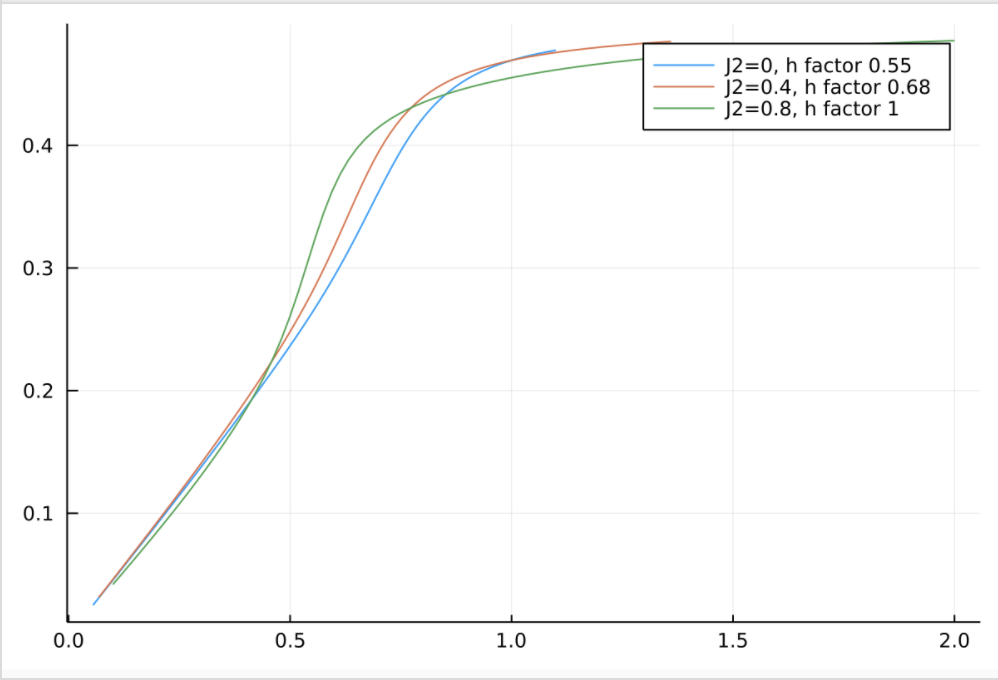 J2=0, h factor 0.55
J2=0.4, h factor 0.68
J2=0.8, h factor 1
0.4
0.3
0.2
0.1
0.0 0.5 1.0 1.5 2.0